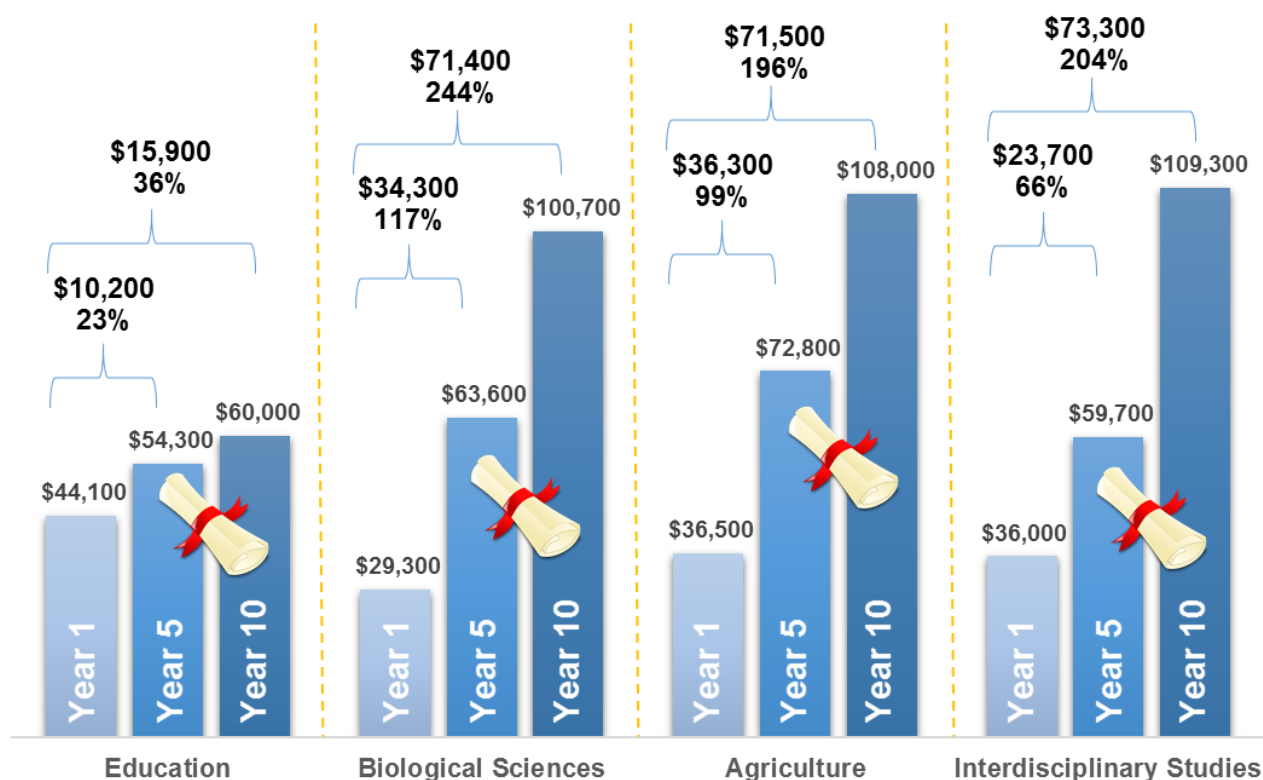 $15,900
36%
$10,200
23%
$44,100
$54,300
$60,000
Year 1
Year 5
Year 10
Education
$71,400
244%
$34,300
117%
$29,300
$63,600
$100,700
Year 1
Year 5
Year 10
Biological Sciences
$71,500
196%
$36,300
99%
$36,500
$72,800
$108,000
Year 1
Year 5
Year 10
Agriculture
$73,300
204%
$23,700
66%
$36,000
$59,700
$109,300
Year 1
Year 5
Year 10
Interdisciplinary Studies